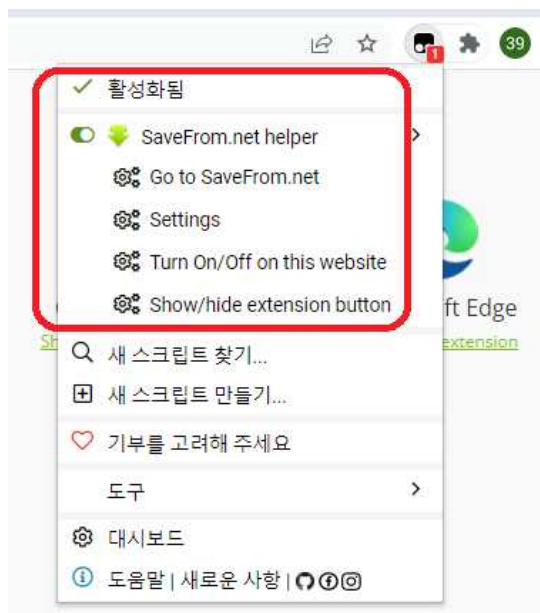 39
1
활성화됨
SaveFrom.net helper
Go to SaveFrom.net
Settings
Turn On/Off on this website
Show/hide extension button
ft Edge
Sh
extension
새 스크립트 찾기...
새 스크립트 만들기...
기부를 고려해 주세요
도구
대시보드
도움말 | 새로운 사항 |